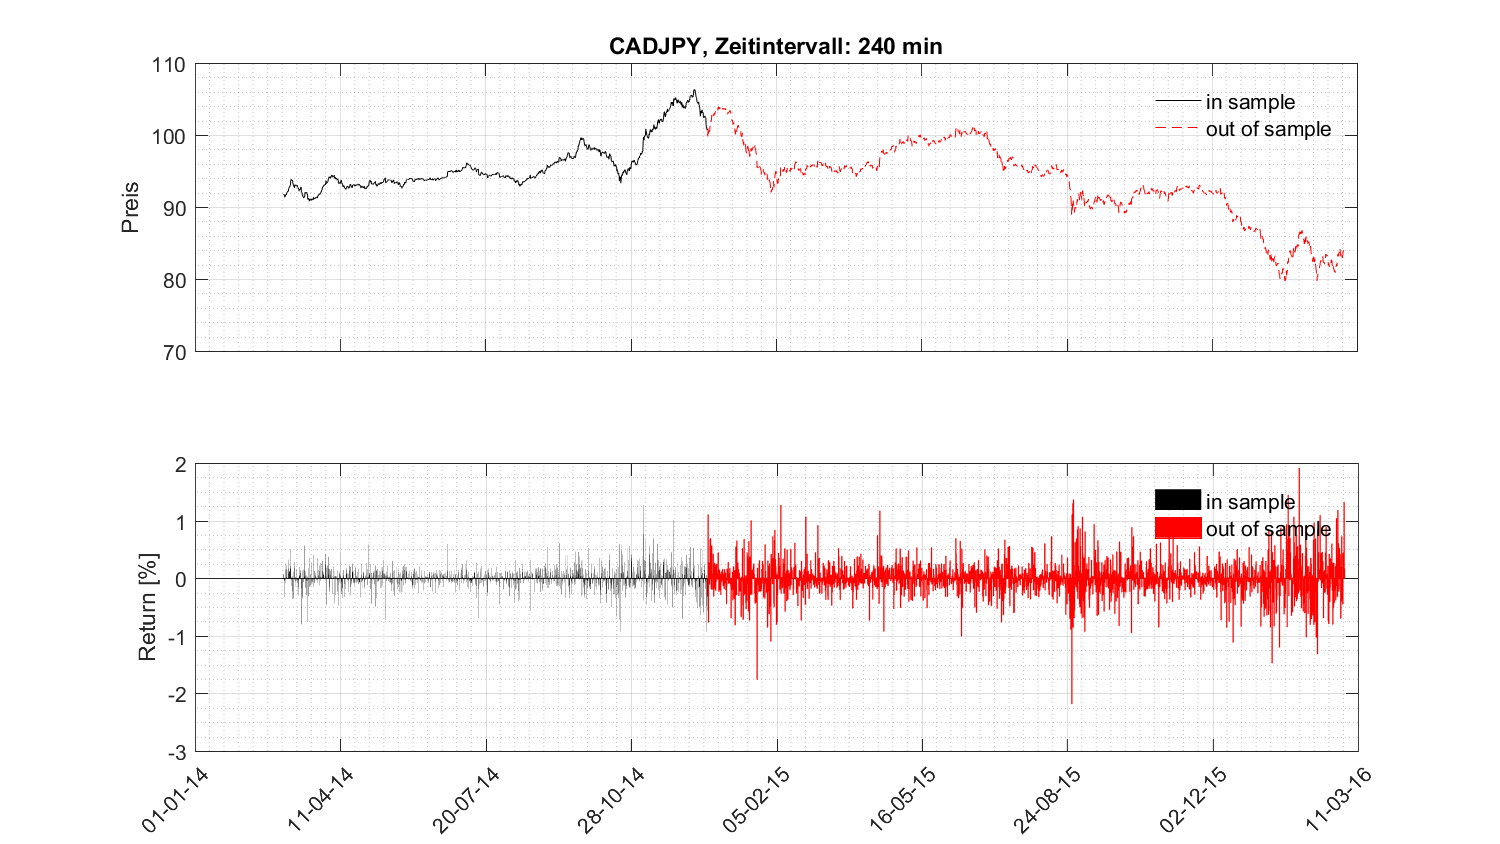 CADJPY, Zeitintervall: 240 min
110
100
90
80
70
Preis
in sample
out of sample
2
1
0
-1
-2
-3
Return [%]
in sample
out of sample
01-01-14
11-04-14
20-07-14
28-10-14
05-02-15
16-05-15
24-08-15
02-12-15
11-03-16